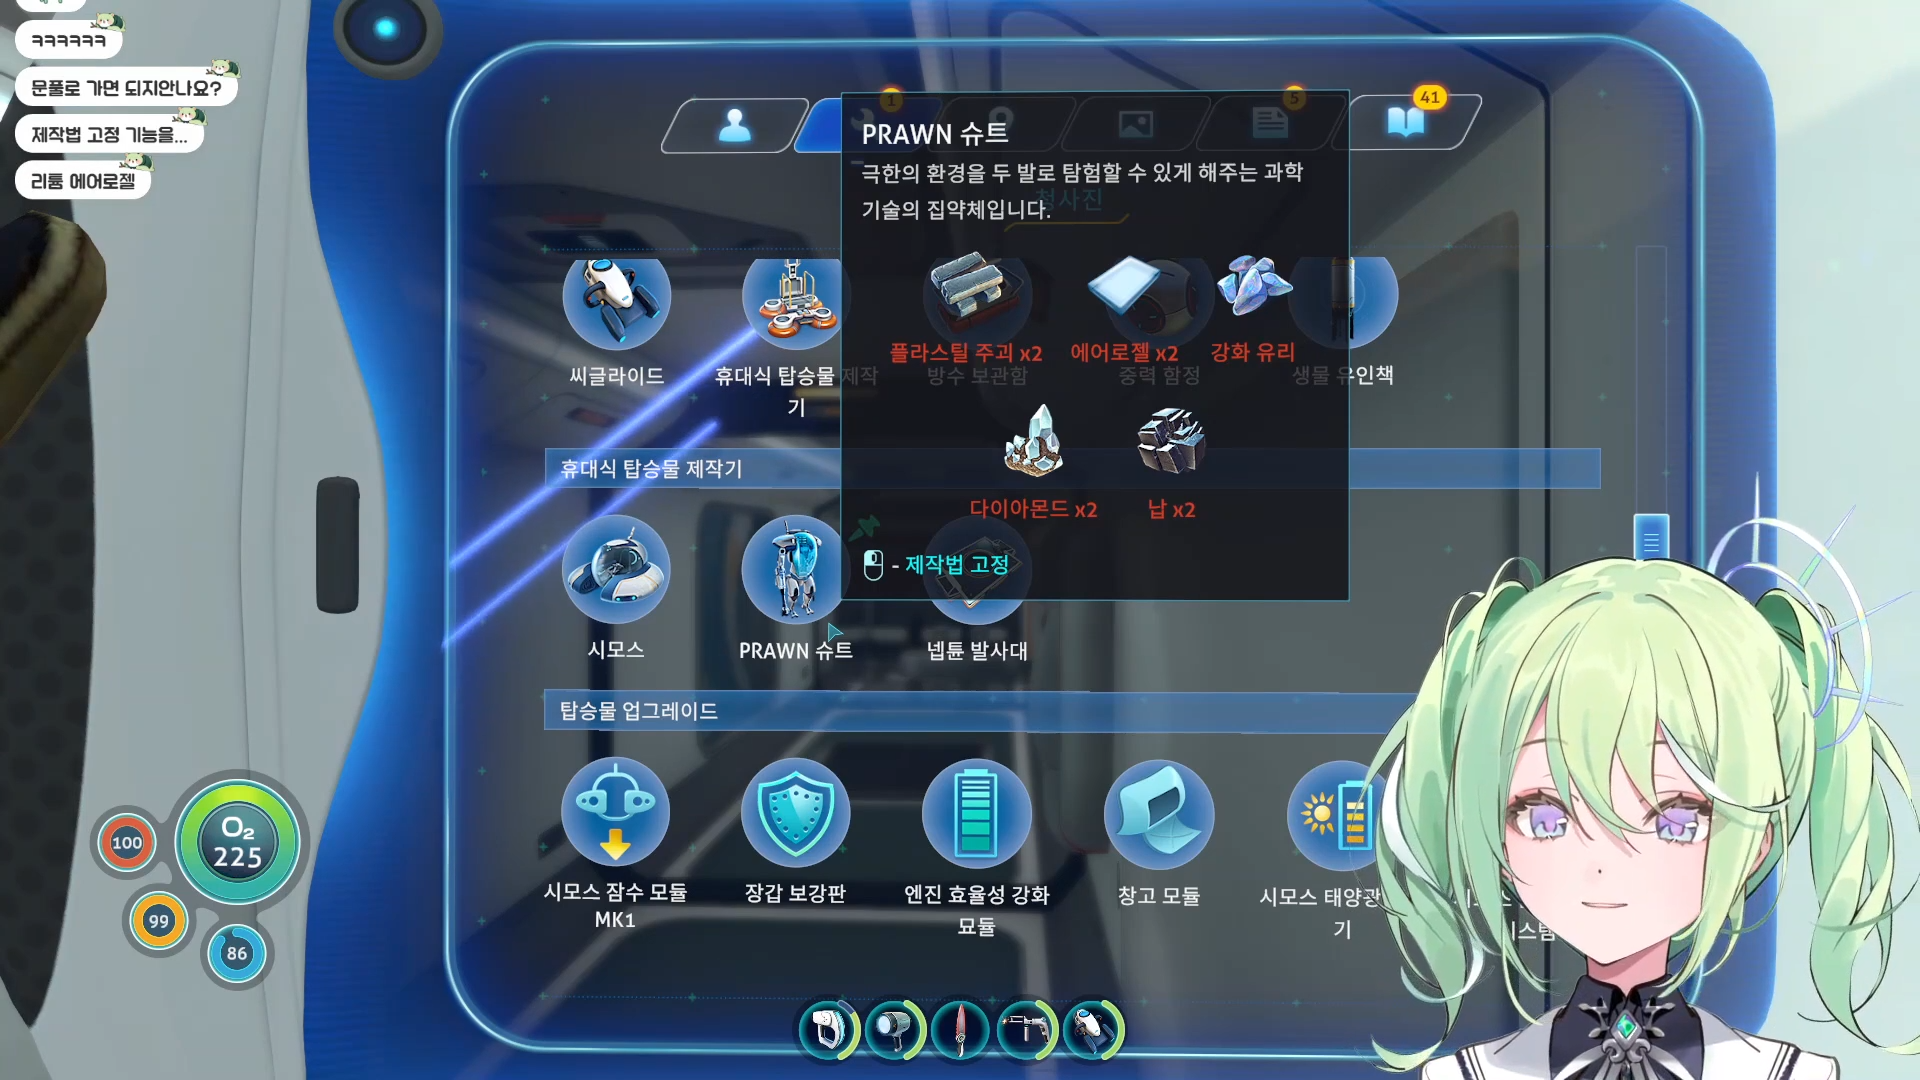 ㅋㅋㅋㅋㅋㅋ
문풀로 가면 되지안나요?
제작법 고정 기능을...
리튬 에어로젤
1
5
41
PRAWN 슈트
극한의 환경을 두 발로 탐험할 수 있게 해주는 과학
기술의 집약체입니다.
청사진
플라스틸 주괴 x2
에어로젤 x2
강화 유리
씨글라이드
휴대식 탑승물 제작
기
방수 보관함
중력 함정
생물 유인책
휴대식 탑승물 제작기
다이아몬드 x2
납 x2
- 제작법 고정
시모스
PRAWN 슈트
넵튠 발사대
탑승물 업그레이드
시모스 잠수 모듈
MK1
장갑 보강판
엔진 효율성 강화
모듈
창고 모듈
시모스 태양광
기
O₂
225
100
99
86